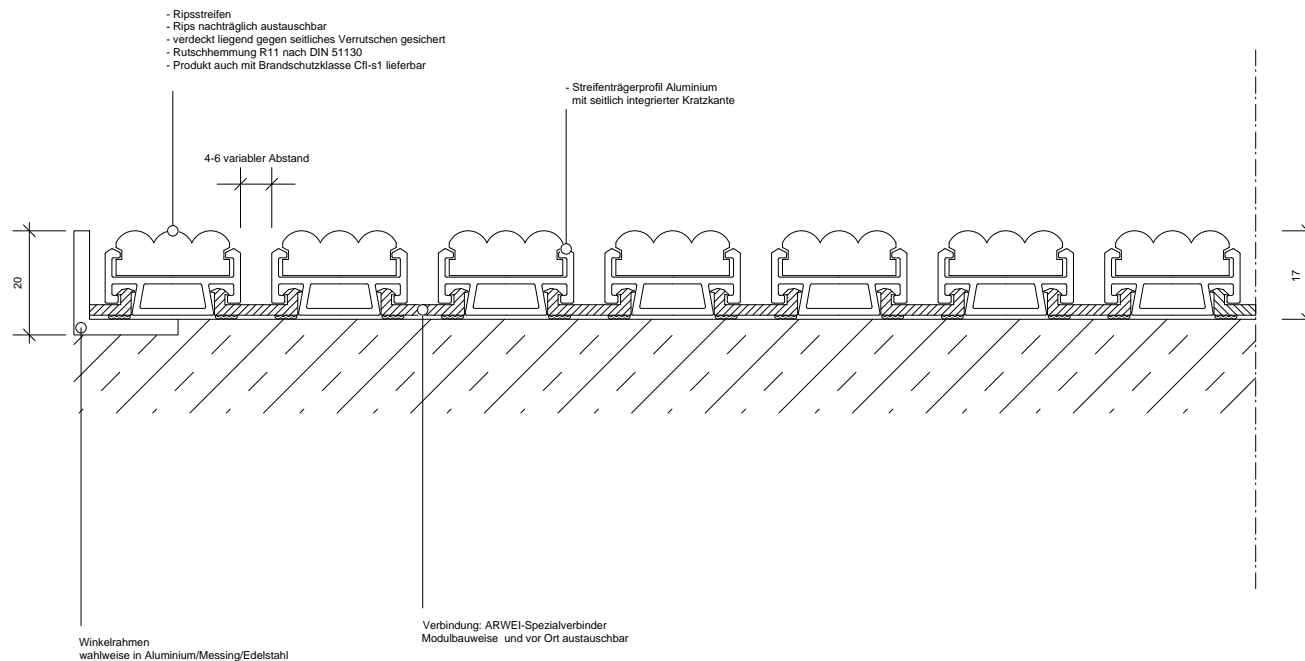 - Ripsstreifen
- Rips nachträglich austauschbar
- verdeckt liegend gegen seitliches Verrutschen gesichert
- Rutschhemmung R11 nach DIN 51130
- Produkt auch mit Brandschutzklasse Cfl-s1 lieferbar
- Streifenträgerprofil Aluminium
mit seitlich integrierter Kratzkante
4-6 variabler Abstand
20
17
Verbindung: ARWEI-Spezialverbinder
Modulbauweise und vor Ort austauschbar
Winkelrahmen
wahlweise in Aluminium/Messing/Edelstahl